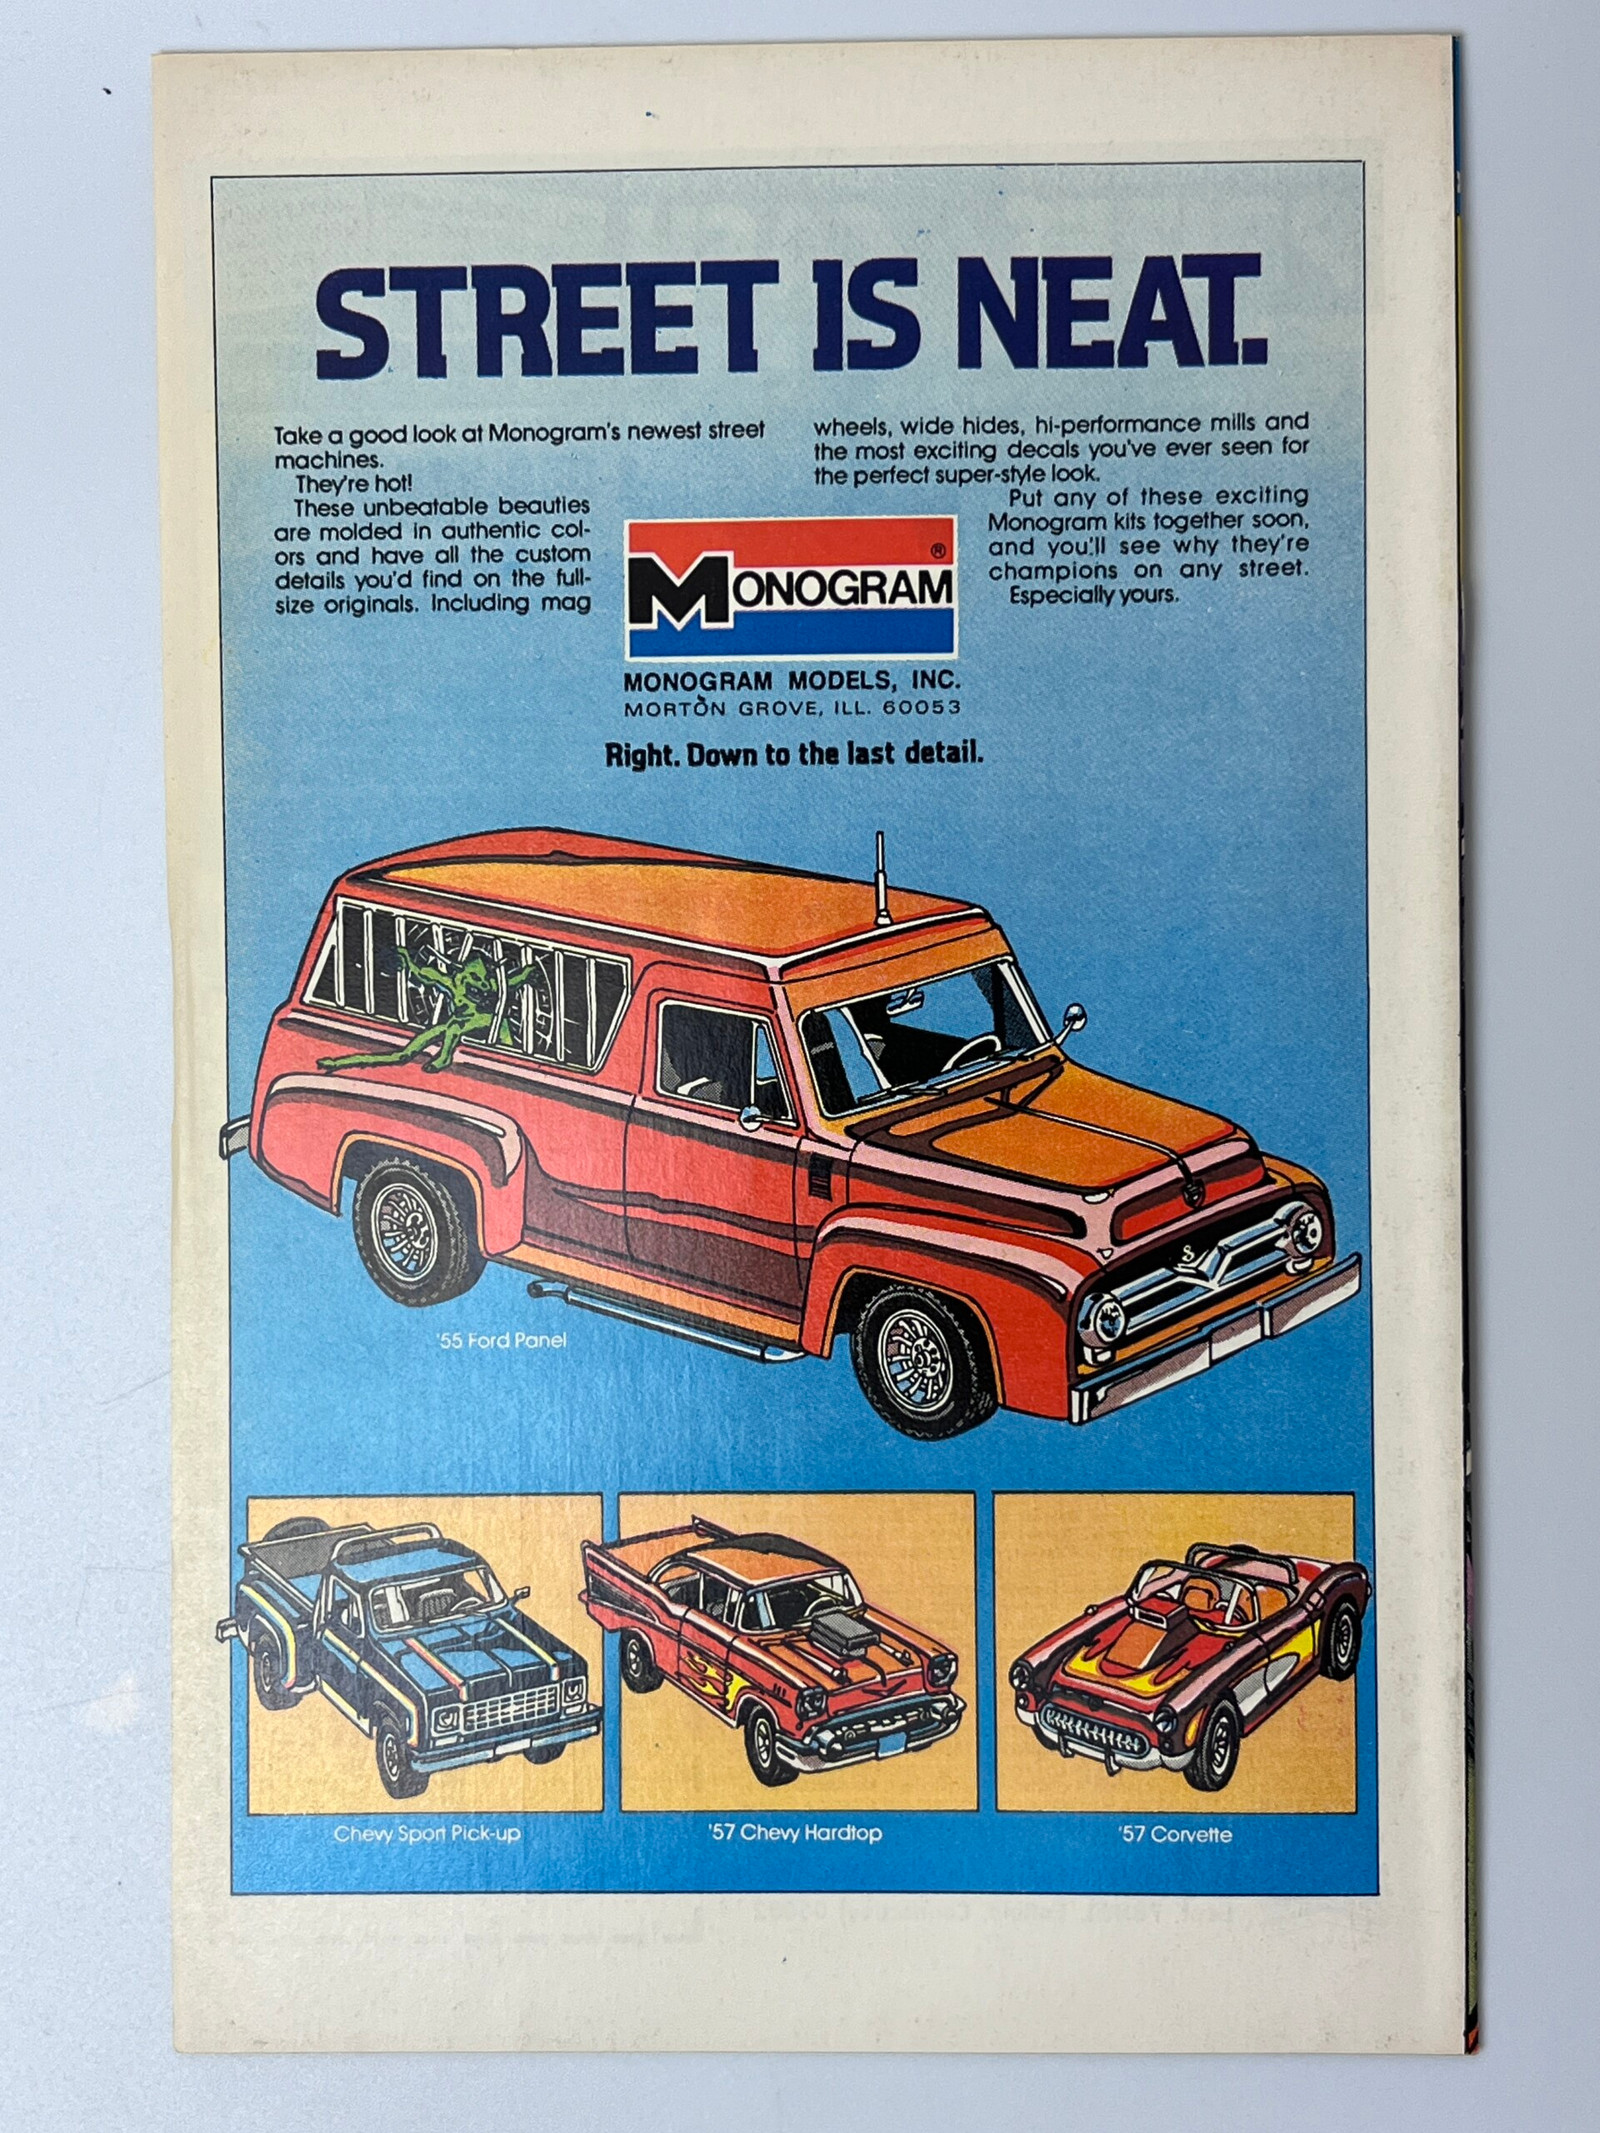 STREET IS NEAT.
Take a good look at Monogram's newest street
machines.
They're hot!
These unbeatable beauties
are molded in authentic col-
ors and have all the custom
details you'd find on the full-
size originals. Including mag
wheels, wide hides, hi-performance mills and
the most exciting decals you've ever seen for
the perfect super-style look.
Put any of these exciting
Monogram kits together soon,
and you'll see why they're
champions on any street.
Especially yours.
MONOGRAM ®
MONOGRAM MODELS, INC.
MORTON GROVE, ILL. 60053
Right. Down to the last detail.
'55 Ford Panel
Chevy Sport Pick-up
'57 Chevy Hardtop
'57 Corvette